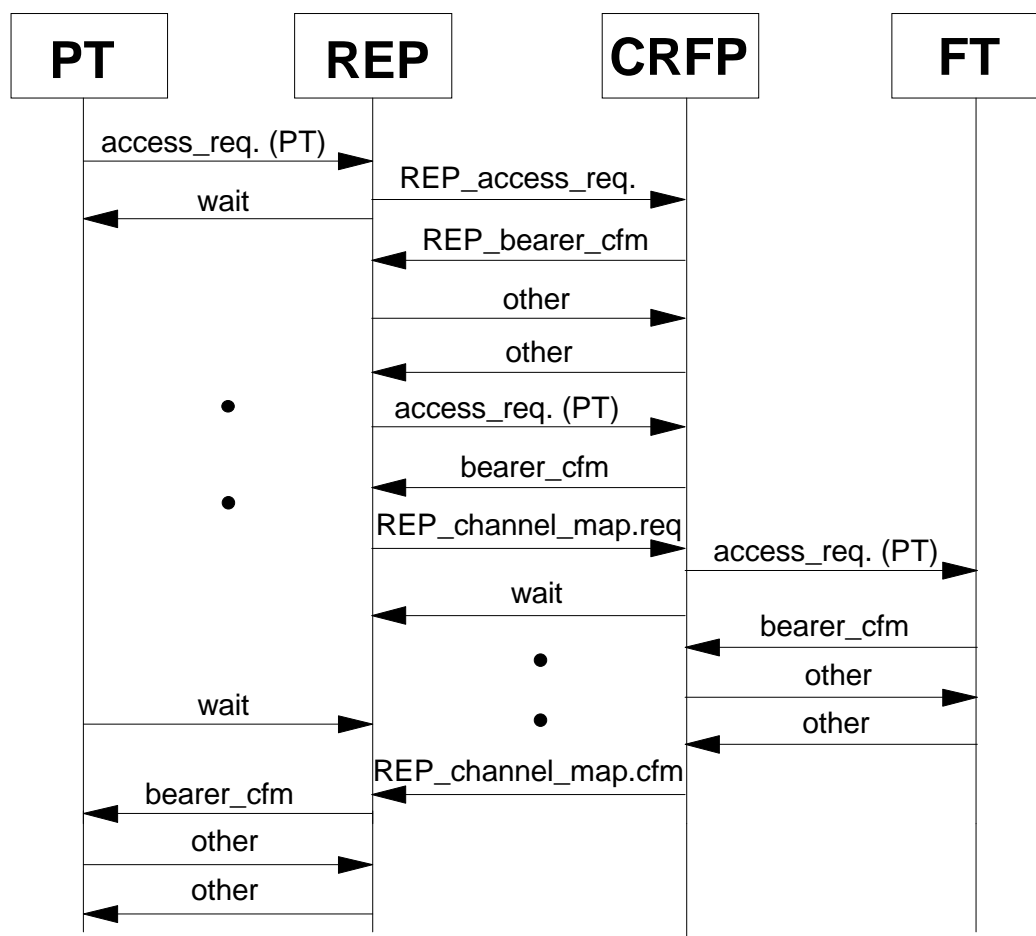 PT
REP
CRFP
FT
access_req. (PT)
REP_access_req.
wait
REP_bearer_cfm
other
other
access_req. (PT)
bearer_cfm
REP_channel_map.req
access_req. (PT)
wait
bearer_cfm
other
wait
other
REP_channel_map.cfm
bearer_cfm
other
other